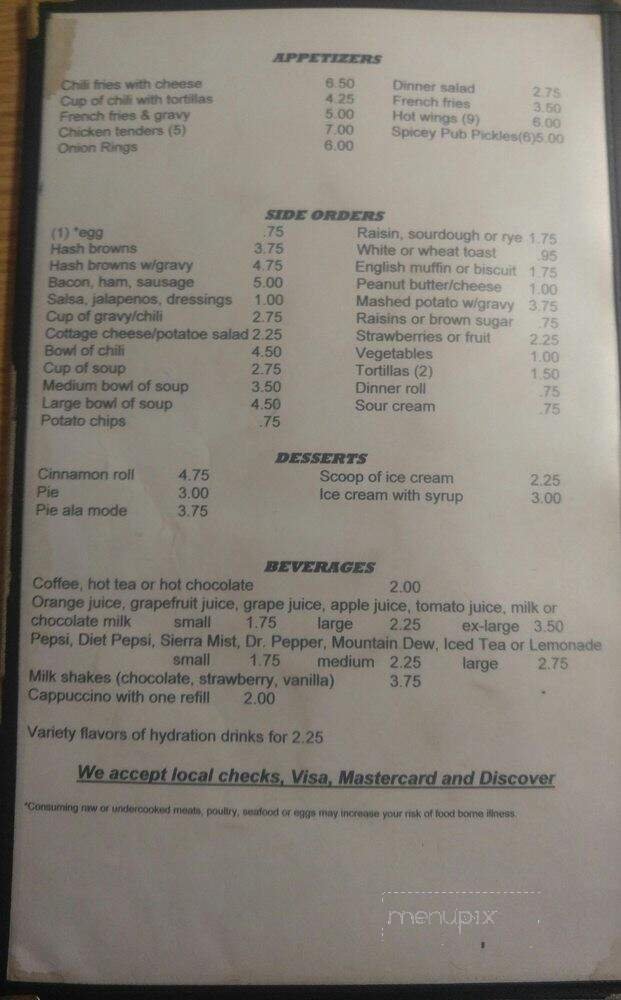 APPETIZERS
Chili fries with cheese 6.50 Dinner salad 2.75
Cup of chili with tortillas 4.25 French fries 3.50
French fries & gravy 5.00 Hot wings (9) 6.00
Chicken tenders (5) 7.00 Spicey Pub Pickles(6)5.00
Onion Rings 6.00
SIDE ORDERS
(1) *egg .75 Raisin, sourdough or rye 1.75
Hash browns 3.75 White or wheat toast .95
Hash browns w/gravy 4.75 English muffin or biscuit 1.75
Bacon, ham, sausage 5.00 Peanut butter/cheese 1.00
Salsa, jalapenos, dressings 1.00 Mashed potato w/gravy 3.75
Cup of gravy/chili 2.75 Raisins or brown sugar .75
Cottage cheese/potatoe salad 2.25 Strawberries or fruit 2.25
Bowl of chili 4.50 Vegetables 1.00
Cup of soup 2.75 Tortillas (2) 1.50
Medium bowl of soup 3.50 Dinner roll .75
Large bowl of soup 4.50 Sour cream .75
Potato chips .75
DESSERTS
Cinnamon roll 4.75 Scoop of ice cream 2.25
Pie 3.00 Ice cream with syrup 3.00
Pie ala mode 3.75
BEVERAGES
Coffee, hot tea or hot chocolate 2.00
Orange juice, grapefruit juice, grape juice, apple juice, tomato juice, milk or
chocolate milk small 1.75 large 2.25 ex-large 3.50
Pepsi, Diet Pepsi, Sierra Mist, Dr. Pepper, Mountain Dew, Iced Tea or Lemonade
small 1.75 medium 2.25 large 2.75
Milk shakes (chocolate, strawberry, vanilla) 3.75
Cappuccino with one refill 2.00
Variety flavors of hydration drinks for 2.25
We accept local checks, Visa, Mastercard and Discover
*Consuming raw or undercooked meats, poultry, seafood or eggs may increase your risk of food borne illness.
menupix